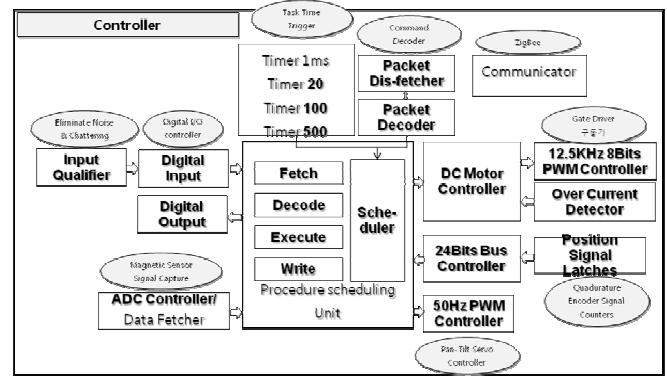 Controller
Task Time
Trigger
Command
Decoder
ZigBee
Timer 1ms
Timer 20
Timer 100
Timer 500
Packet
Dis-fetcher
Packet
Decoder
Communicator
Eliminate Noise
& Chattering
Digital I/O
controller
Gate Driver
구동기
Input
Qualifier
Digital
Input
Digital
Output
Fetch
Decode
Execute
Write
Sche-
duler
Procedure scheduling
Unit
DC Motor
Controller
12.5KHz 8Bits
PWM Controller
Over Current
Detector
24Bits Bus
Controller
Position
Signal
Latches
Magnetic Sensor
Signal Capture
ADC Controller/
Data Fetcher
50Hz PWM
Controller
Quadurature
Encoder Signal
Counters
Pan-Tilt Servo
Controller